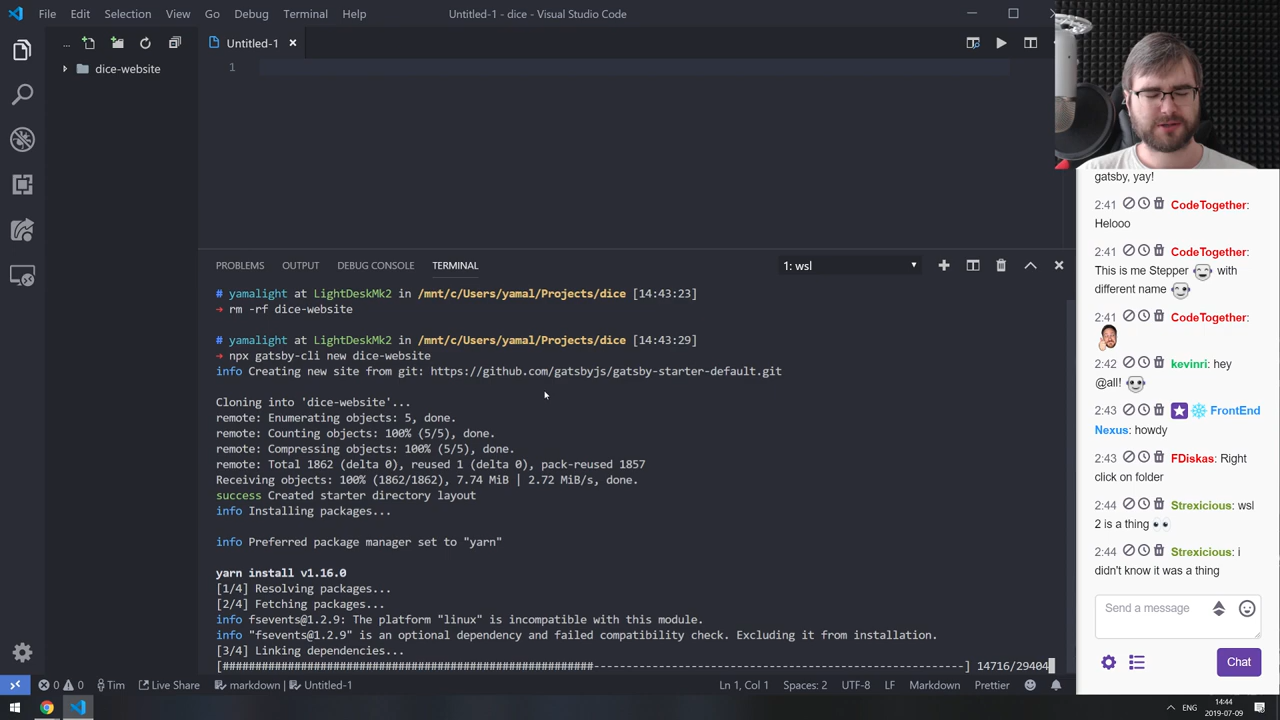 File Edit Selection View Go Debug Terminal Help
Untitled-1 - dice - Visual Studio Code
...
Untitled-1
dice-website
1
PROBLEMS OUTPUT DEBUG CONSOLE TERMINAL
1: wsl
# yamalight at LightDeskMk2 in /mnt/c/Users/yamal/Projects/dice [14:43:23]
➜ rm -rf dice-website
# yamalight at LightDeskMk2 in /mnt/c/Users/yamal/Projects/dice [14:43:29]
➜ npx gatsby-cli new dice-website
info Creating new site from git: https://github.com/gatsbyjs/gatsby-starter-default.git
Cloning into 'dice-website'...
remote: Enumerating objects: 5, done.
remote: Counting objects: 100% (5/5), done.
remote: Compressing objects: 100% (5/5), done.
remote: Total 1862 (delta 0), reused 1 (delta 0), pack-reused 1857
Receiving objects: 100% (1862/1862), 7.74 MiB | 2.72 MiB/s, done.
success Created starter directory layout
info Installing packages...
info Preferred package manager set to "yarn"
yarn install v1.16.0
[1/4] Resolving packages...
[2/4] Fetching packages...
info fsevents@1.2.9: The platform "linux" is incompatible with this module.
info "fsevents@1.2.9" is an optional dependency and failed compatibility check. Excluding it from installation.
[3/4] Linking dependencies...
[##########################################################----------------------------------------------------------] 14716/29404
0 0 Tim Live Share markdown | Untitled-1
Ln 1, Col 1 Spaces: 2 UTF-8 LF Markdown Prettier
gatsby, yay!
2:41 CodeTogether:
Helooo
2:41 CodeTogether:
This is me Stepper with
different name
2:41 CodeTogether:
2:42 kevinri: hey
@all!
2:43 FrontEnd
Nexus: howdy
2:43 FDiskas: Right
click on folder
2:44 Strexicious: wsl
2 is a thing
2:44 Strexicious: i
didn't know it was a thing
Send a message
Chat
ENG
14:44
2019-07-09